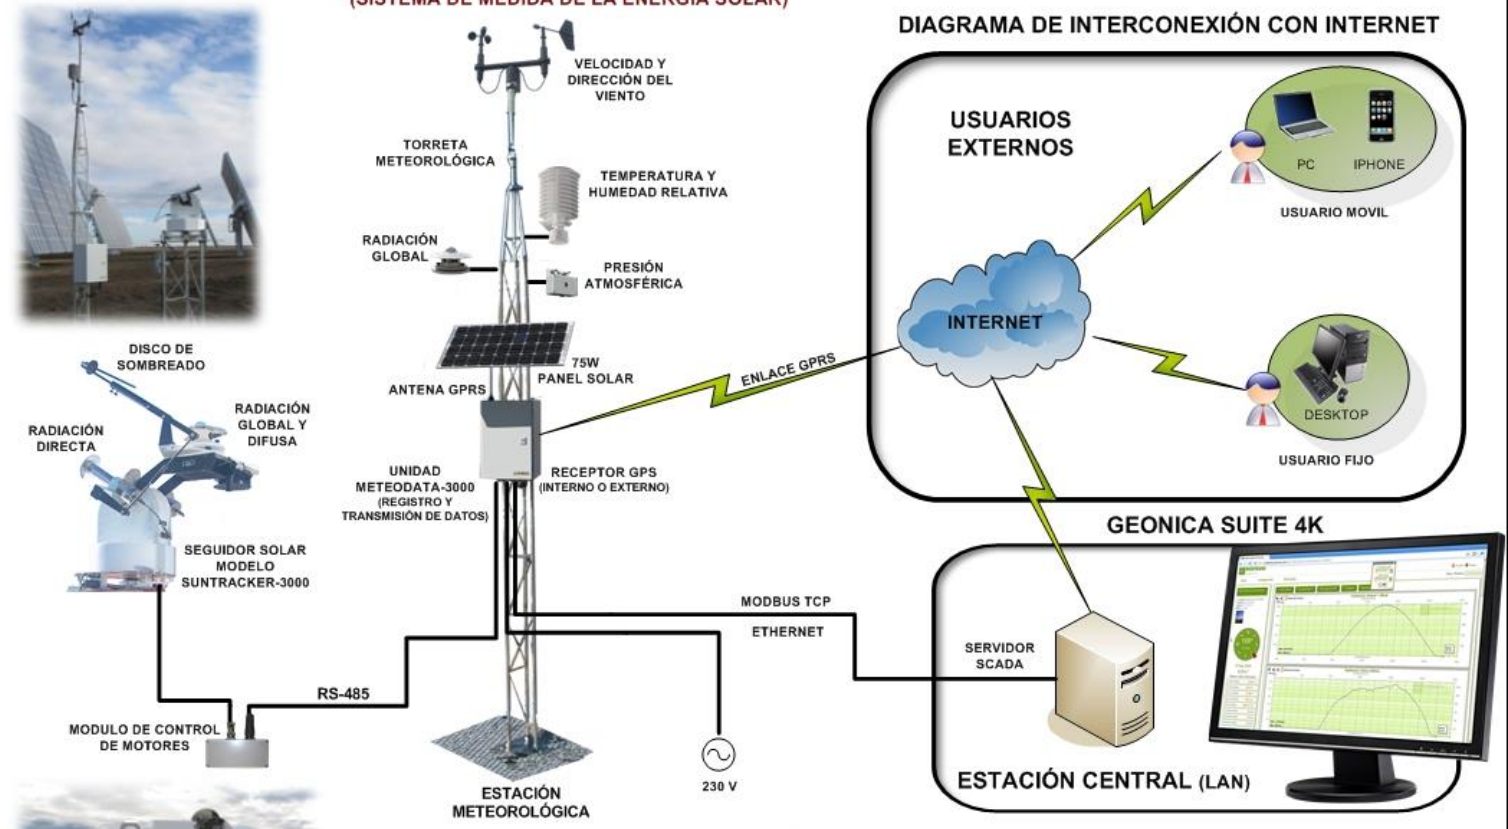 (SISTEMA DE MEDIDA DE LA ENERGÍA SOLAR)
DIAGRAMA DE INTERCONEXIÓN CON INTERNET
VELOCIDAD Y
DIRECCIÓN DEL
VIENTO
TORRETA
METEOROLÓGICA
TEMPERATURA Y
HUMEDAD RELATIVA
RADIACIÓN
GLOBAL
PRESIÓN
ATMOSFÉRICA
75W
PANEL SOLAR
ANTENA GPRS
ENLACE GPRS
UNIDAD
METEODATA-3000
(REGISTRO Y
TRANSMISIÓN DE DATOS)
RECEPTOR GPS
(INTERNO O EXTERNO)
DISCO DE
SOMBREADO
RADIACIÓN
GLOBAL Y
DIFUSA
RADIACIÓN
DIRECTA
SEGUIDOR SOLAR
MODELO
SUNTRACKER-3000
RS-485
MODULO DE CONTROL
DE MOTORES
ESTACIÓN
METEOROLÓGICA
MODBUS TCP
ETHERNET
230 V
USUARIOS
EXTERNOS
PC
IPHONE
USUARIO MOVIL
INTERNET
DESKTOP
USUARIO FIJO
GEONICA SUITE 4K
SERVIDOR
SCADA
ESTACIÓN CENTRAL (LAN)